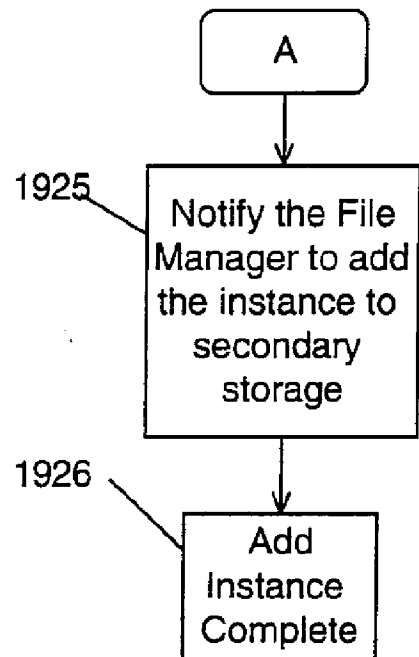 A
1925
Notify the File
Manager to add
the instance to
secondary
storage
1926
Add
Instance
Complete